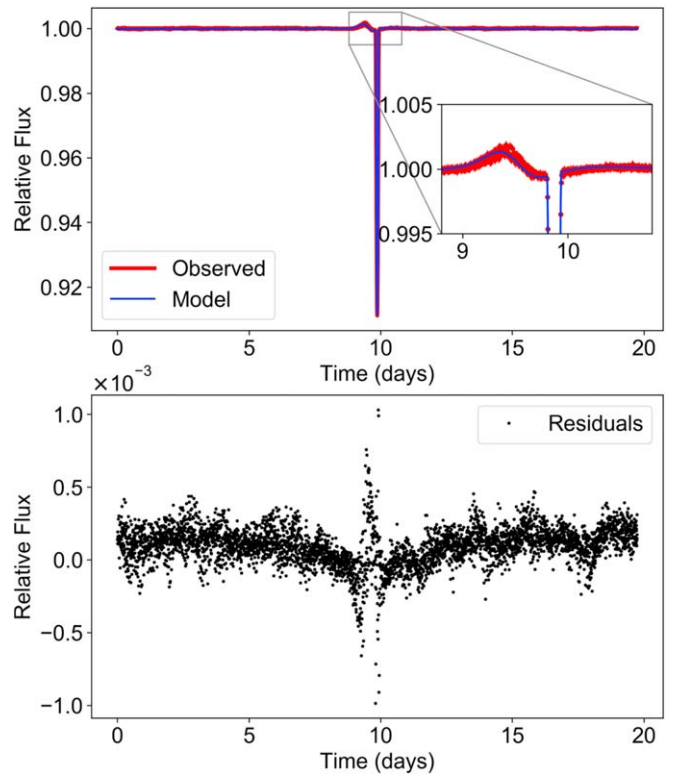 1.00
0.98
0.96
0.94
0.92
Relative Flux
1.005
1.000
0.995
9 10
Observed
Model
0 5 10 15 20
Time (days)
×10⁻³
1.0
0.5
0.0
−0.5
−1.0
Relative Flux
Residuals
0 5 10 15 20
Time (days)